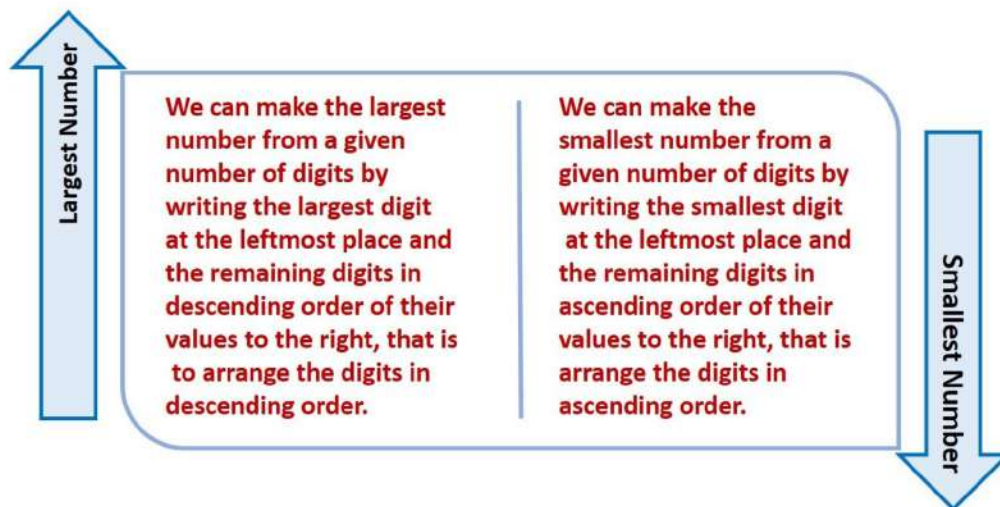 Largest Number
We can make the largest
number from a given
number of digits by
writing the largest digit
at the leftmost place and
the remaining digits in
descending order of their
values to the right, that is
to arrange the digits in
descending order.
We can make the
smallest number from a
given number of digits by
writing the smallest digit
at the leftmost place and
the remaining digits in
ascending order of their
values to the right, that is
arrange the digits in
ascending order.
Smallest Number